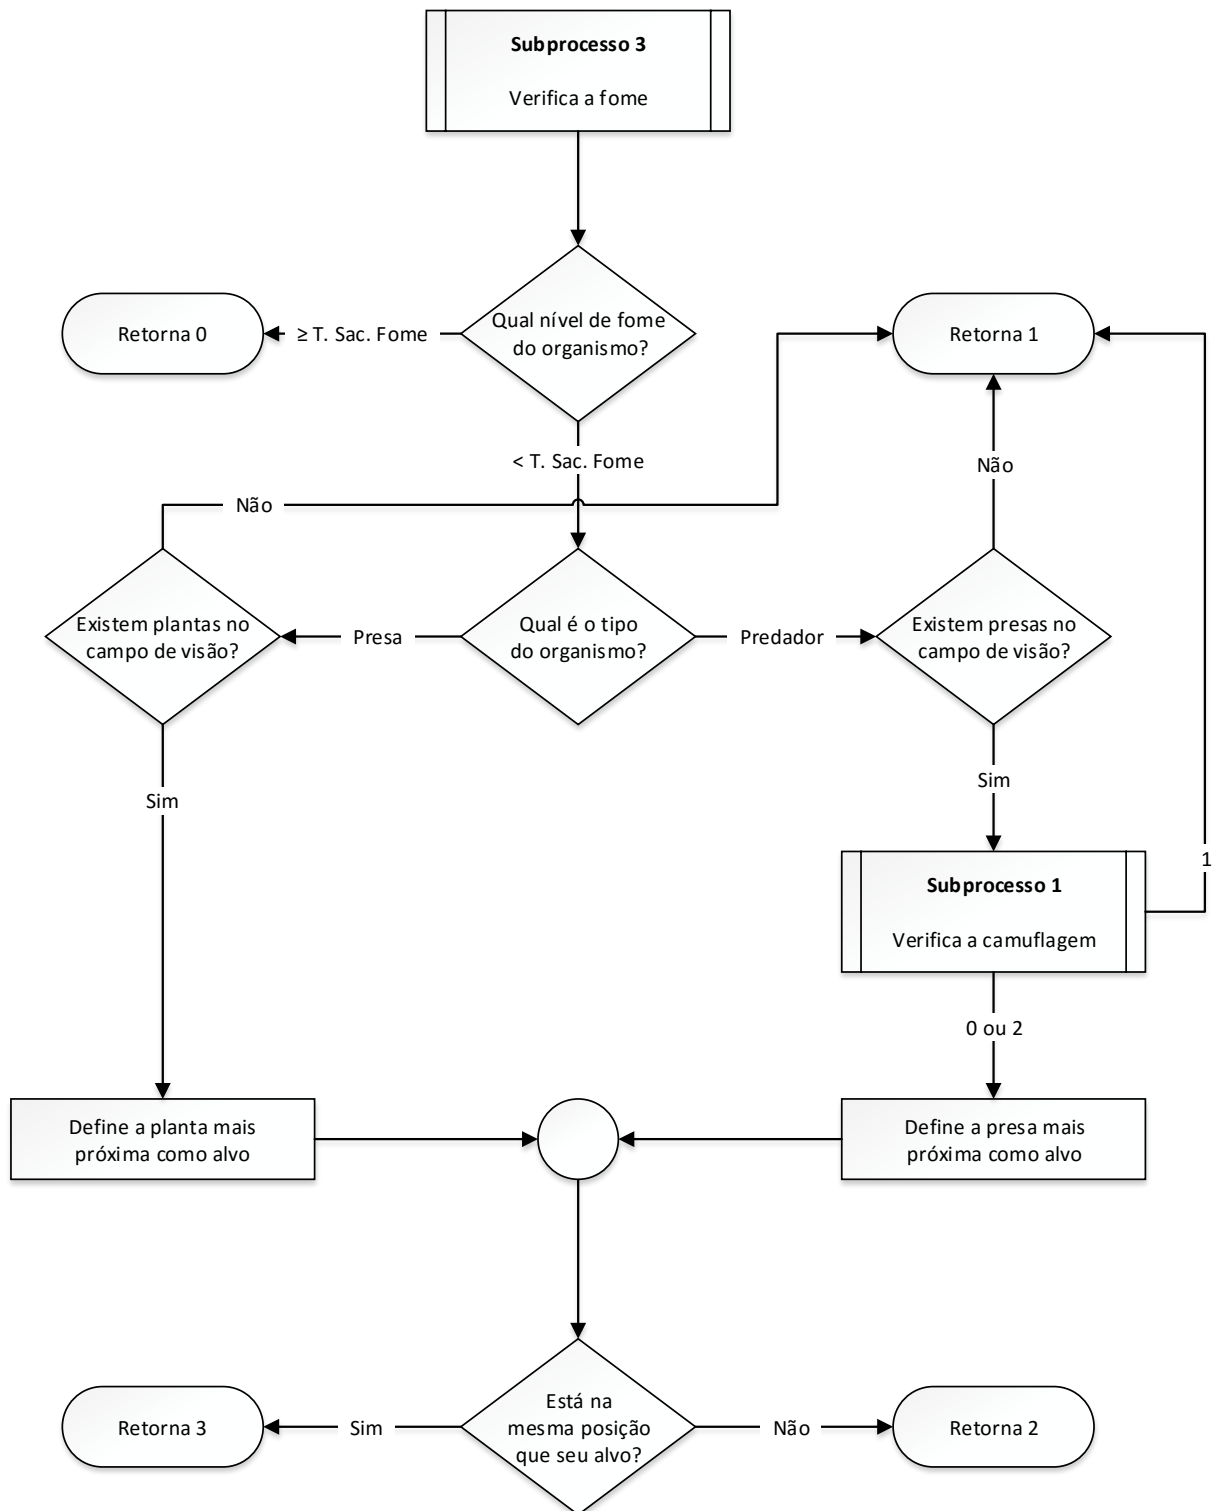 Subprocesso 3
Verifica a fome
Retorna 0
≥ T. Sac. Fome
Qual nível de fome
do organismo?
Retorna 1
< T. Sac. Fome
Não
Não
Existem plantas no
campo de visão?
Presa
Qual é o tipo
do organismo?
Predador
Existem presas no
campo de visão?
Sim
Sim
1
Subprocesso 1
Verifica a camuflagem
0 ou 2
Define a planta mais
próxima como alvo
Define a presa mais
próxima como alvo
Retorna 3
Sim
Está na
mesma posição
que seu alvo?
Não
Retorna 2